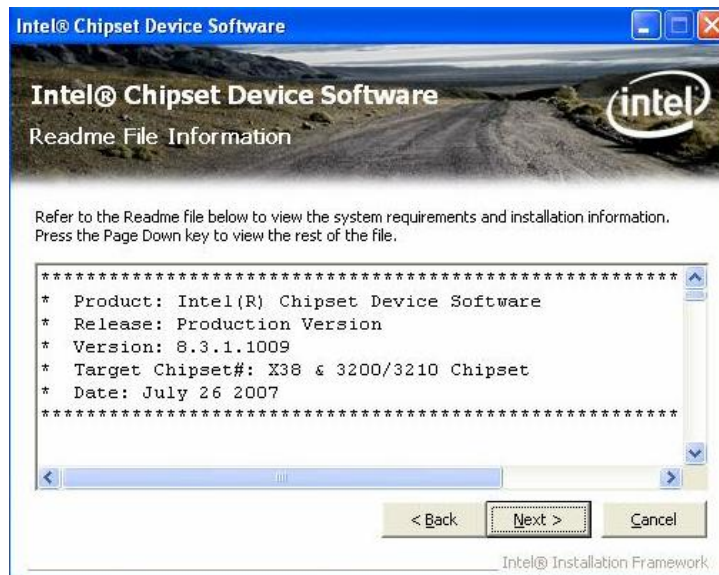 Intel® Chipset Device Software
Intel® Chipset Device Software
intel
Readme File Information
Refer to the Readme file below to view the system requirements and installation information.
Press the Page Down key to view the rest of the file.
********************************************************
* Product: Intel(R) Chipset Device Software
* Release: Production Version
* Version: 8.3.1.1009
* Target Chipset#: X38 & 3200/3210 Chipset
* Date: July 26 2007
********************************************************
< Back
Next >
Cancel
Intel® Installation Framework